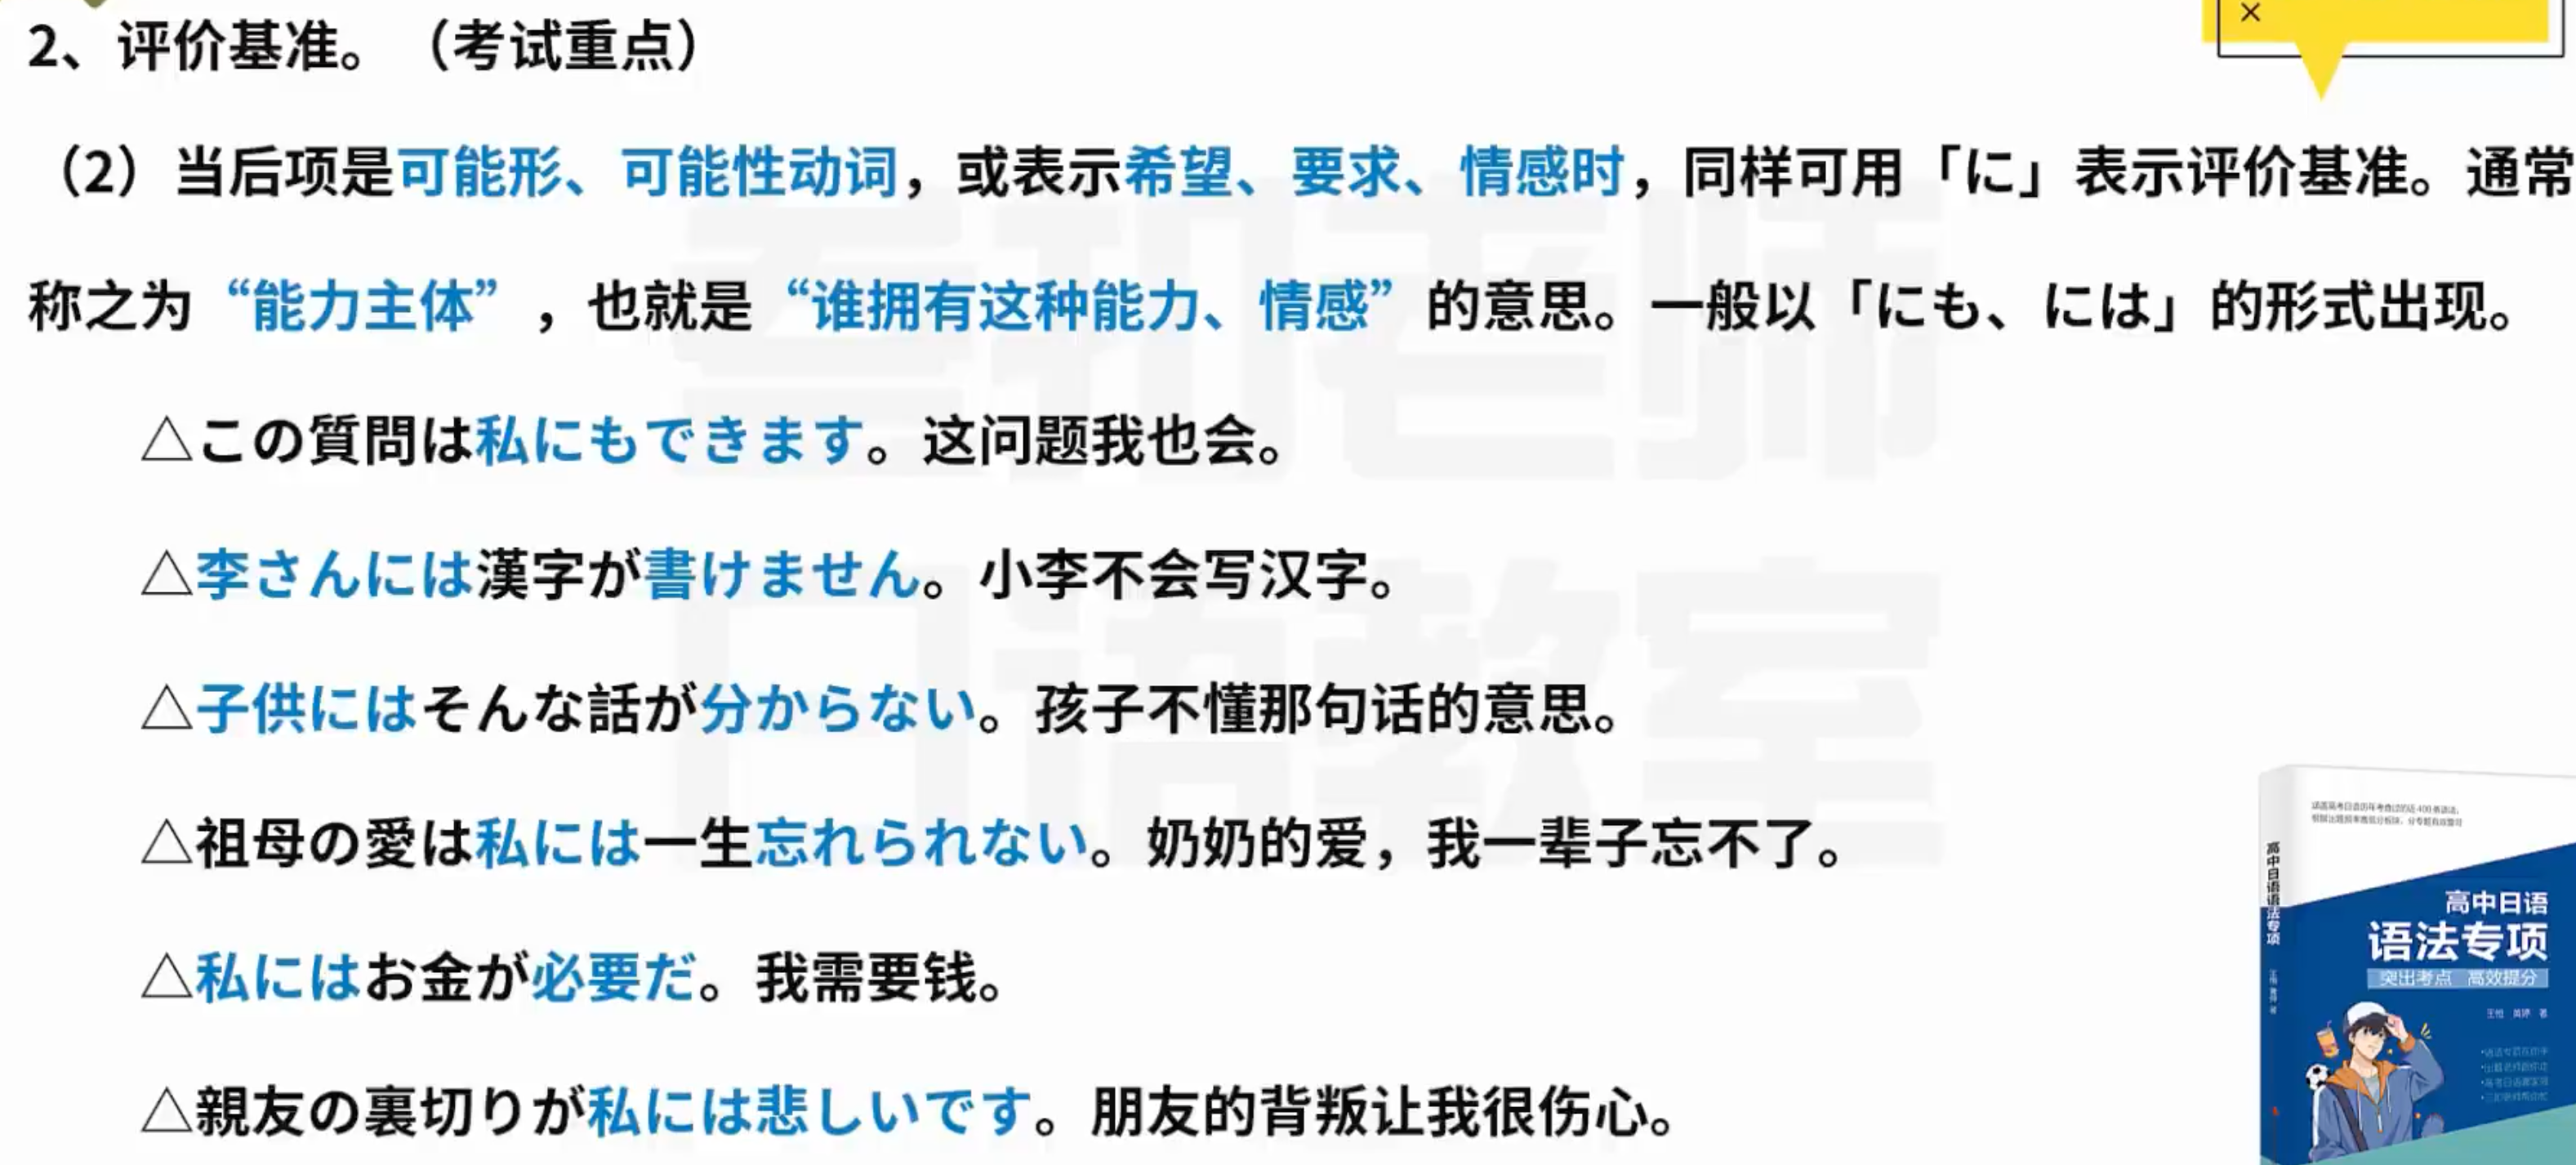 2、评价基准。（考试重点）
（2）当后项是可能形、可能性动词，或表示希望、要求、情感时，同样可用「に」表示评价基准。通常
称之为“能力主体”，也就是“谁拥有这种能力、情感”的意思。一般以「にも、には」的形式出现。
△この質問は私にもできます。这问题我也会。
△李さんには漢字が書けません。小李不会写汉字。
△子供にはそんな話が分からない。孩子不懂那句话的意思。
△祖母の愛は私には一生忘れられない。奶奶的爱，我一辈子忘不了。
△私にはお金が必要だ。我需要钱。
△親友の裏切りが私には悲しいです。朋友的背叛让我很伤心。
老师
日语教室
高中日语语法专项
高中日语
语法专项
突出考点 高效提分